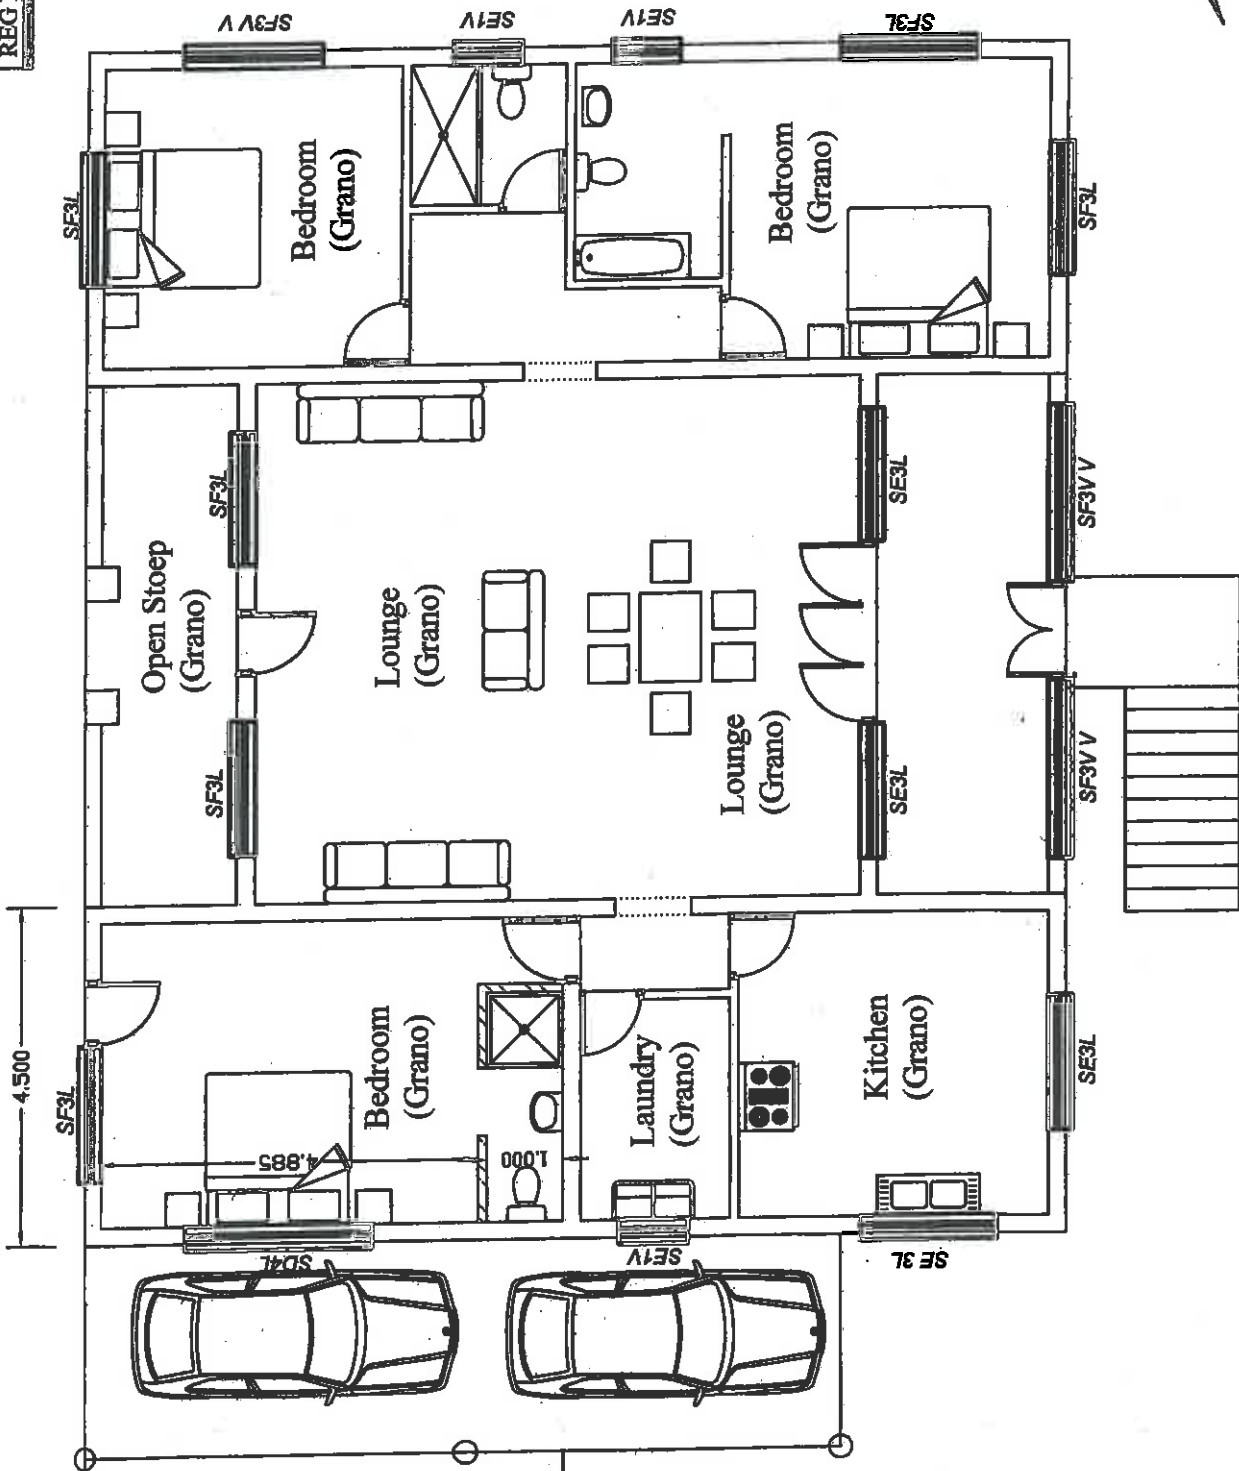 REG
SF3V V
SE1V
SE1V
SF3L
SF3L
Bedroom
(Grano)
Bedroom
(Grano)
SF3L
SF3L
Open Stoep
(Grano)
SF3L
Lounge
(Grano)
Lounge
(Grano)
SE3L
SE3L
SF3V V
SF3V V
4.500
SF3L
Bedroom
(Grano)
4.885
1.000
Laundry
(Grano)
Kitchen
(Grano)
SE3L
SD4L
SE1V
SE 3L